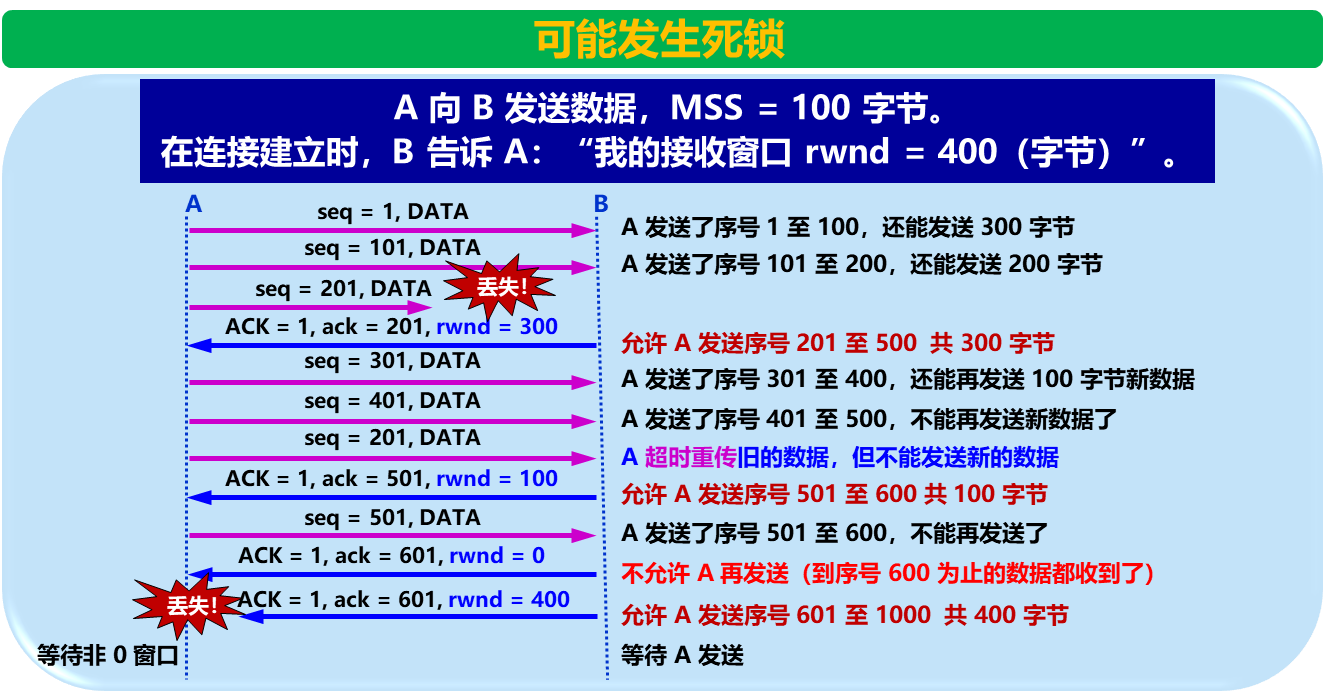 可能发生死锁
A 向 B 发送数据，MSS = 100 字节。
在连接建立时，B 告诉 A：“我的接收窗口 rwnd = 400（字节）”。
A
B
seq = 1, DATA
A 发送了序号 1 至 100，还能发送 300 字节
seq = 101, DATA
A 发送了序号 101 至 200，还能发送 200 字节
seq = 201, DATA
丢失！
ACK = 1, ack = 201, rwnd = 300
允许 A 发送序号 201 至 500 共 300 字节
seq = 301, DATA
A 发送了序号 301 至 400，还能再发送 100 字节新数据
seq = 401, DATA
A 发送了序号 401 至 500，不能再发送新数据了
seq = 201, DATA
A 超时重传旧的数据，但不能发送新的数据
ACK = 1, ack = 501, rwnd = 100
允许 A 发送序号 501 至 600 共 100 字节
seq = 501, DATA
A 发送了序号 501 至 600，不能再发送了
ACK = 1, ack = 601, rwnd = 0
不允许 A 再发送（到序号 600 为止的数据都收到了）
丢失！
ACK = 1, ack = 601, rwnd = 400
允许 A 发送序号 601 至 1000 共 400 字节
等待非 0 窗口
等待 A 发送